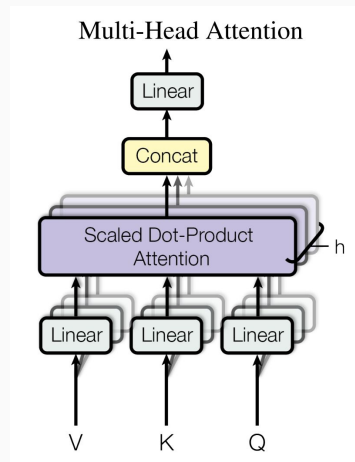 Multi-Head Attention
Linear
Concat
Scaled Dot-Product
Attention
h
Linear
Linear
Linear
V
K
Q